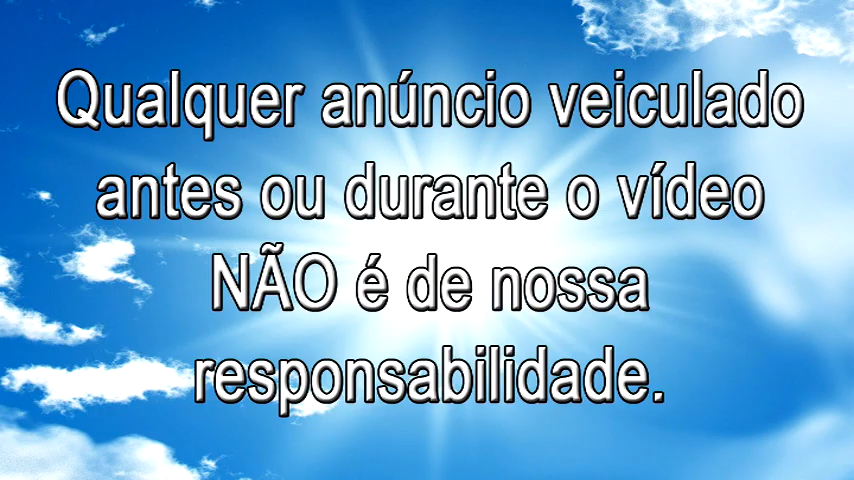 Qualquer anúncio veiculado
antes ou durante o vídeo
NÃO é de nossa
responsabilidade.